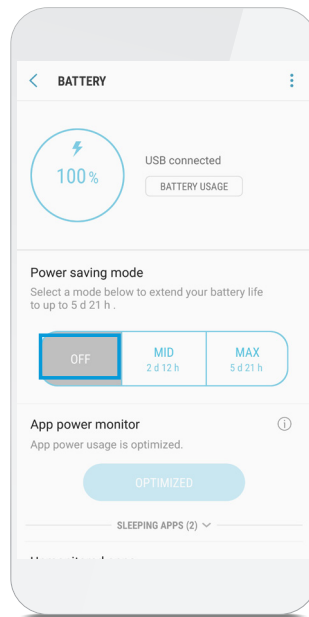 BATTERY
100%
USB connected
BATTERY USAGE
Power saving mode
Select a mode below to extend your battery life
to up to 5 d 21 h .
OFF
MID
2 d 12 h
MAX
5 d 21 h
App power monitor
App power usage is optimized.
OPTIMIZED
SLEEPING APPS (2)